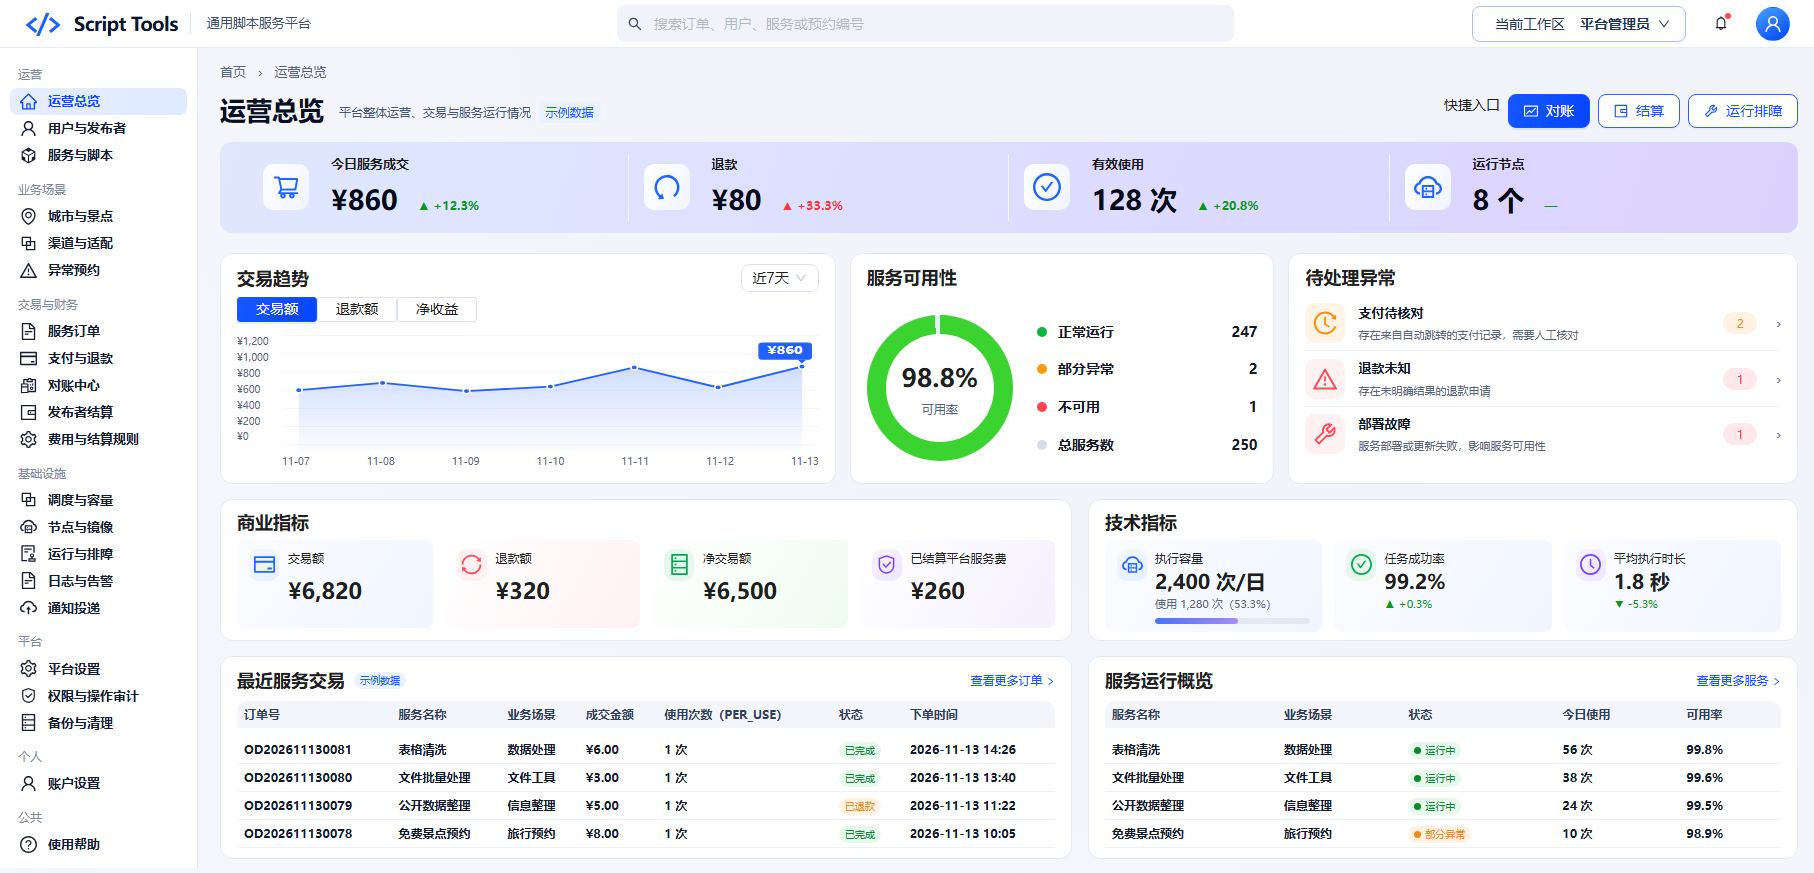 Script Tools 通用脚本服务平台 搜索订单、用户、服务或预约编号 当前工作区 平台管理员
运营
运营总览
用户与发布者
服务与脚本
业务场景
城市与景点
渠道与适配
异常预约
交易与财务
服务订单
支付与退款
对账中心
发布者结算
费用与结算规则
基础设施
调度与容量
节点与镜像
运行与排障
日志与告警
通知投递
平台
平台设置
权限与操作审计
备份与清理
个人
账户设置
公共
使用帮助
首页 › 运营总览
运营总览 平台整体运营、交易与服务运行情况 示例数据 快捷入口 对账 结算 运行排障
今日服务成交
¥860 ▲ +12.3%
退款
¥80 ▲ +33.3%
有效使用
128 次 ▲ +20.8%
运行节点
8 个 —
交易趋势 近7天
交易额 退款额 净收益
¥1,200
¥1,000
¥800
¥600
¥400
¥200
¥0
¥860
11-07 11-08 11-09 11-10 11-11 11-12 11-13
服务可用性
98.8%
可用率
正常运行 247
部分异常 2
不可用 1
总服务数 250
待处理异常
支付待核对
存在来自自动跳转的支付记录，需要人工核对
2 ›
退款未知
存在未明确结果的退款申请
1 ›
部署故障
服务部署或更新失败，影响服务可用性
1 ›
商业指标
交易额
¥6,820
退款额
¥320
净交易额
¥6,500
已结算平台服务费
¥260
技术指标
执行容量
2,400 次/日
使用 1,280 次（53.3%）
任务成功率
99.2%
▲ +0.3%
平均执行时长
1.8 秒
▼ -5.3%
最近服务交易 示例数据 查看更多订单 >
订单号 服务名称 业务场景 成交金额 使用次数（PER_USE） 状态 下单时间
OD202611130081 表格清洗 数据处理 ¥6.00 1 次 已完成 2026-11-13 14:26
OD202611130080 文件批量处理 文件工具 ¥3.00 1 次 已完成 2026-11-13 13:40
OD202611130079 公开数据整理 信息整理 ¥5.00 1 次 已退款 2026-11-13 11:22
OD202611130078 免费景点预约 旅行预约 ¥8.00 1 次 已完成 2026-11-13 10:05
服务运行概览 查看更多服务 >
服务名称 业务场景 状态 今日使用 可用率
表格清洗 数据处理 运行中 56 次 99.8%
文件批量处理 文件工具 运行中 38 次 99.6%
公开数据整理 信息整理 运行中 24 次 99.5%
免费景点预约 旅行预约 部分异常 10 次 98.9%